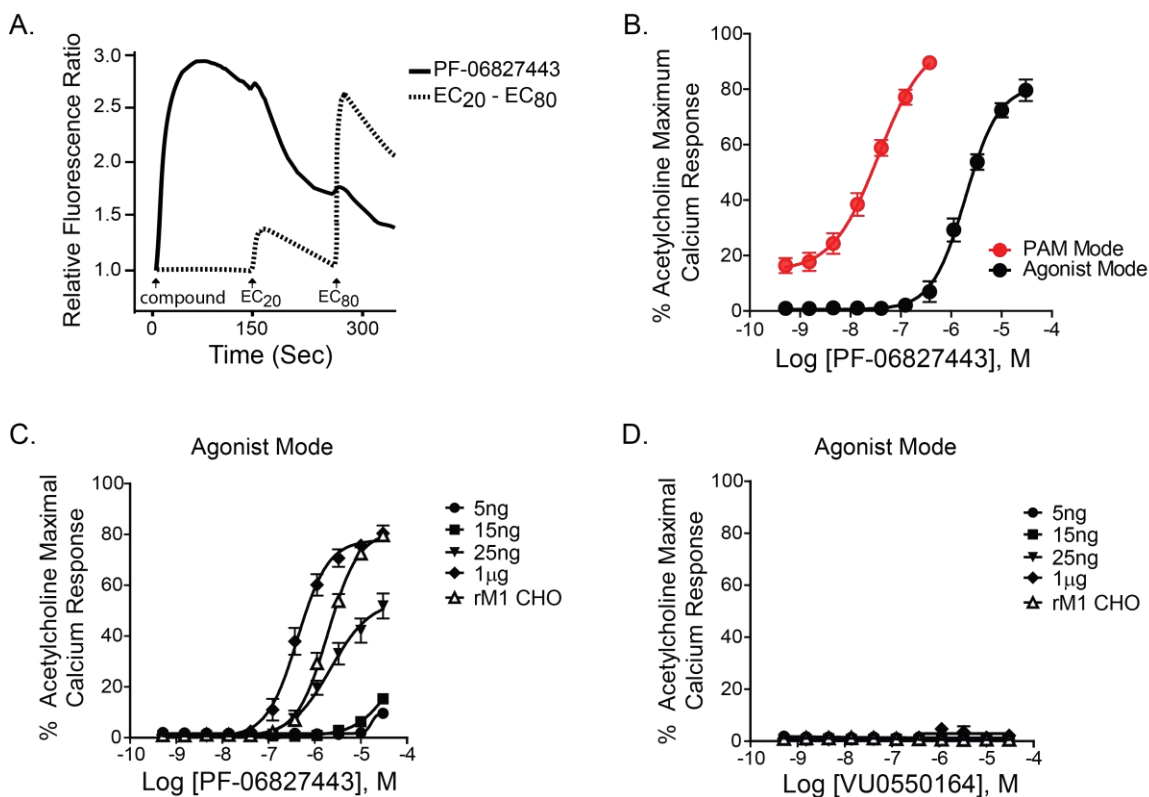 A.
Relative Fluorescence Ratio
3.0
2.5
2.0
1.5
1.0
PF-06827443
EC20 - EC80
compound
EC20
EC80
0
150
300
Time (Sec)
B.
% Acetylcholine Maximum
Calcium Response
100
80
60
40
20
0
PAM Mode
Agonist Mode
-10
-9
-8
-7
-6
-5
-4
Log [PF-06827443], M
C.
Agonist Mode
% Acetylcholine Maximal
Calcium Response
100
80
60
40
20
0
5ng
15ng
25ng
1µg
rM1 CHO
-10
-9
-8
-7
-6
-5
-4
Log [PF-06827443], M
D.
Agonist Mode
% Acetylcholine Maximal
Calcium Response
100
80
60
40
20
0
5ng
15ng
25ng
1µg
rM1 CHO
-10
-9
-8
-7
-6
-5
-4
Log [VU0550164], M